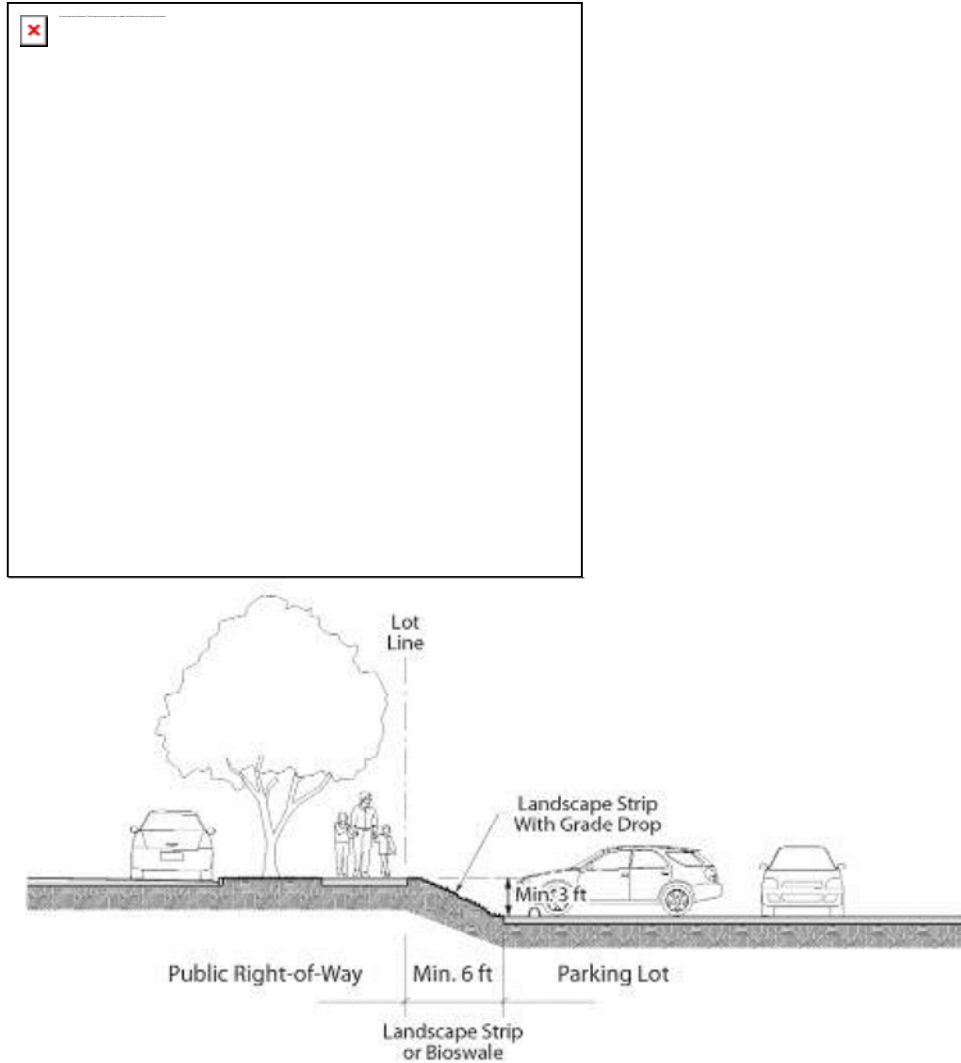 Lot
Line
Landscape Strip
With Grade Drop
Min. 3 ft
Public Right-of-Way
Min. 6 ft
Parking Lot
Landscape Strip
or Bioswale